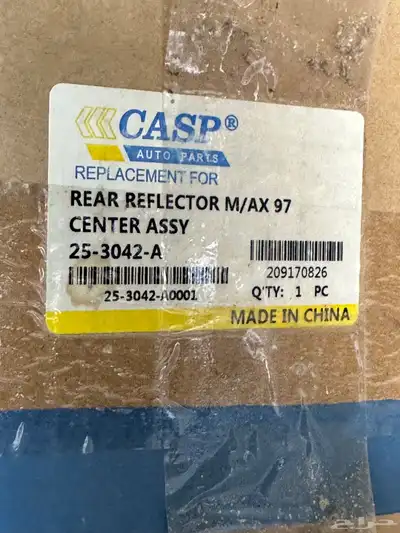 CASP®
AUTO PARTS
REPLACEMENT FOR
REAR REFLECTOR M/AX 97
CENTER ASSY
25-3042-A
209170826
25-3042-A0001
Q'TY: 1 PC
MADE IN CHINA